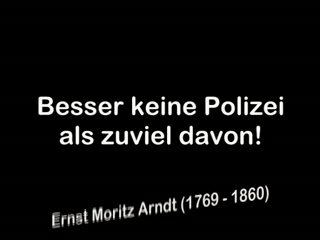 Besser keine Polizei
als zuviel davon!
Ernst Moritz Arndt (1769 - 1860)